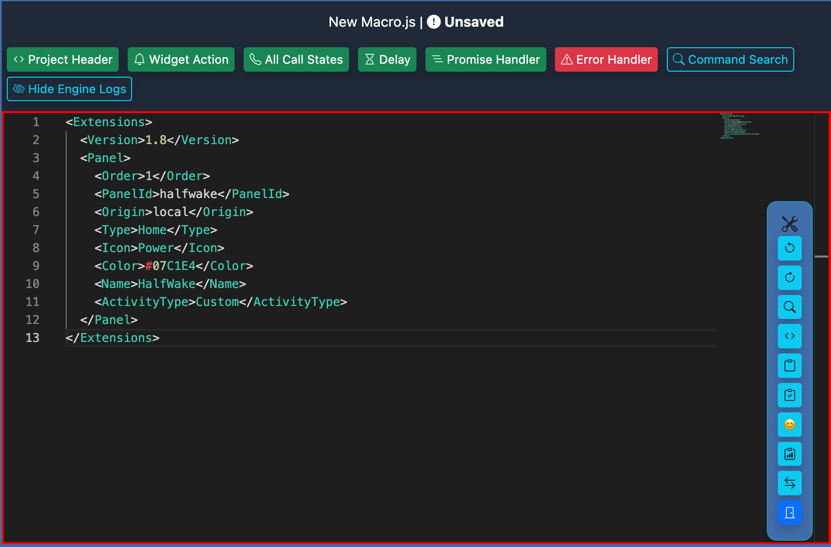 New Macro.js | Unsaved
Project Header Widget Action All Call States Delay Promise Handler Error Handler Command Search
Hide Engine Logs
1 <Extensions>
2 <Version>1.8</Version>
3 <Panel>
4 <Order>1</Order>
5 <PanelId>halfwake</PanelId>
6 <Origin>local</Origin>
7 <Type>Home</Type>
8 <Icon>Power</Icon>
9 <Color>#07C1E4</Color>
10 <Name>HalfWake</Name>
11 <ActivityType>Custom</ActivityType>
12 </Panel>
13 </Extensions>